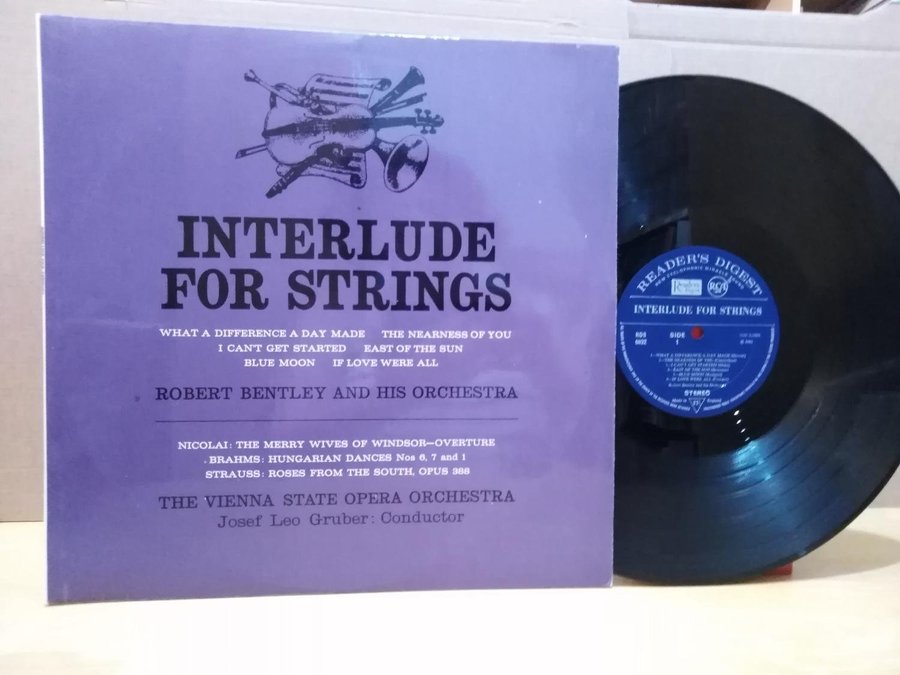 INTERLUDE
FOR STRINGS
WHAT A DIFFERENCE A DAY MADE THE NEARNESS OF YOU
I CAN'T GET STARTED EAST OF THE SUN
BLUE MOON IF LOVE WERE ALL
ROBERT BENTLEY AND HIS ORCHESTRA
NICOLAI: THE MERRY WIVES OF WINDSOR—OVERTURE
BRAHMS: HUNGARIAN DANCES Nos 6, 7 and 1
STRAUSS: ROSES FROM THE SOUTH, OPUS 388
THE VIENNA STATE OPERA ORCHESTRA
Josef Leo Gruber: Conductor
READER'S DIGEST
RCA
INTERLUDE FOR STRINGS
RDS
SIDE
1
STEREO